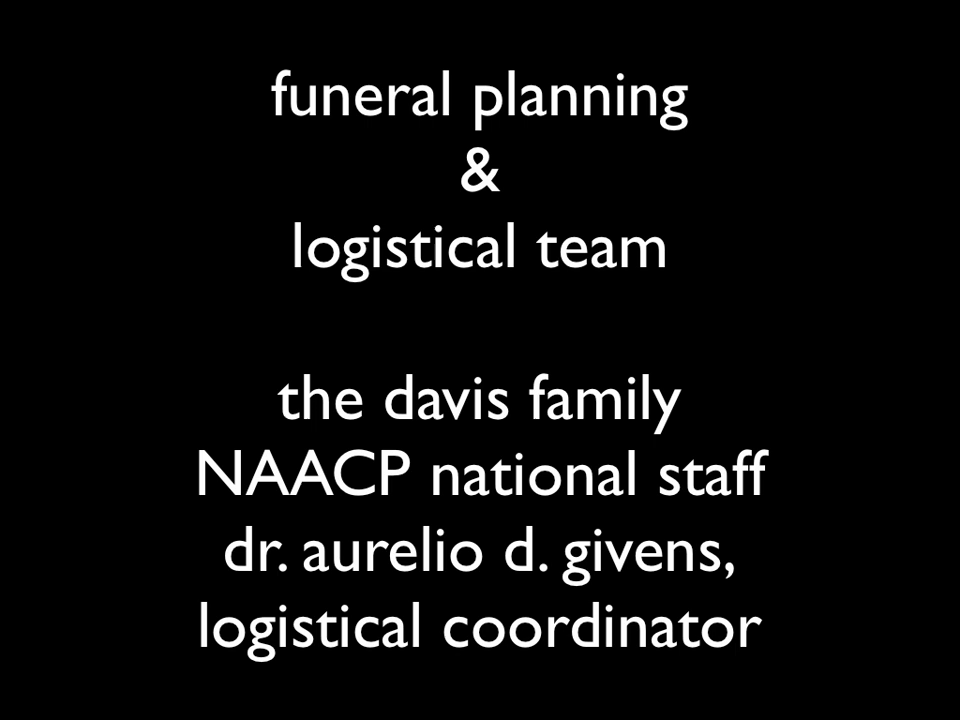 funeral planning
&
logistical team
the davis family
NAACP national staff
dr. aurelio d. givens,
logistical coordinator